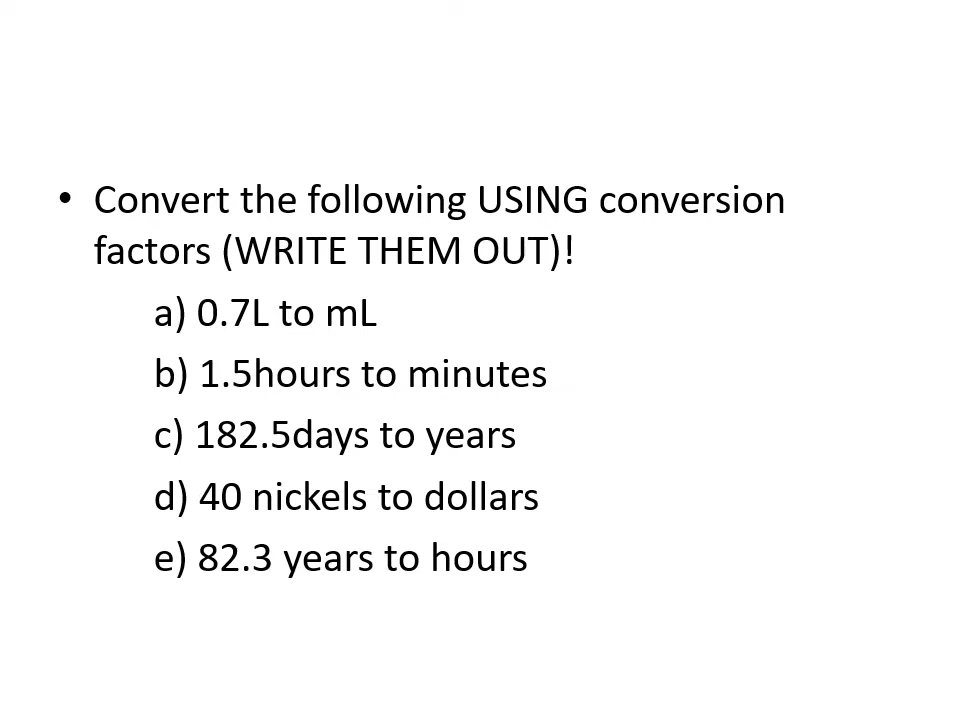 • Convert the following USING conversion
factors (WRITE THEM OUT)!
a) 0.7L to mL
b) 1.5hours to minutes
c) 182.5days to years
d) 40 nickels to dollars
e) 82.3 years to hours